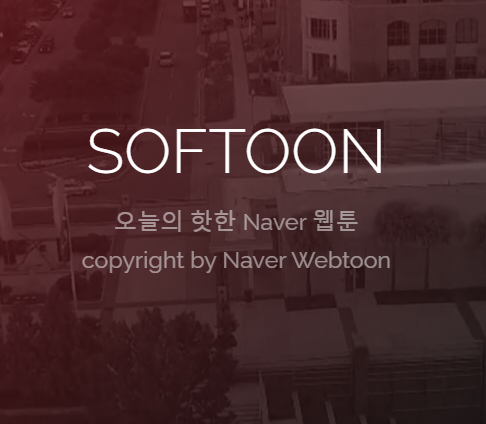 SOFTOON
오늘의 핫한 Naver 웹툰
copyright by Naver Webtoon